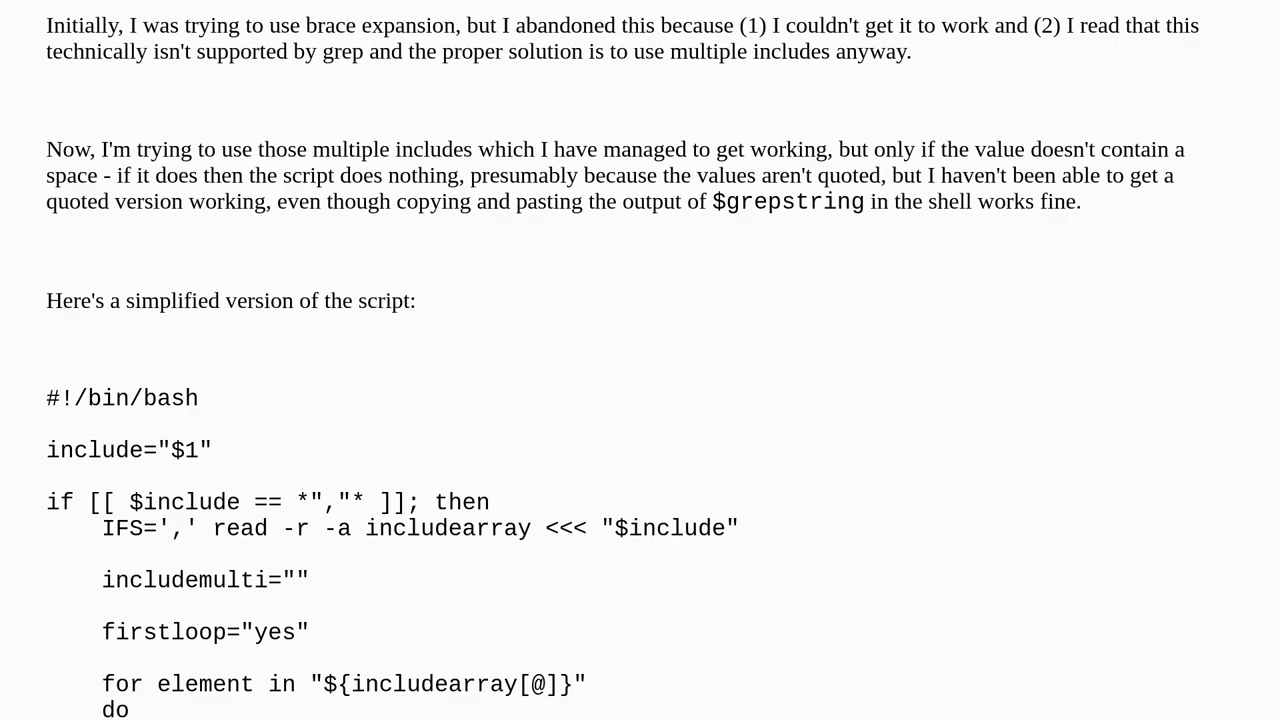 Initially, I was trying to use brace expansion, but I abandoned this because (1) I couldn't get it to work and (2) I read that this
technically isn't supported by grep and the proper solution is to use multiple includes anyway.
Now, I'm trying to use those multiple includes which I have managed to get working, but only if the value doesn't contain a
space - if it does then the script does nothing, presumably because the values aren't quoted, but I haven't been able to get a
quoted version working, even though copying and pasting the output of $grepstring in the shell works fine.
Here's a simplified version of the script:
#!/bin/bash
include="$1"
if [[ $include == *","* ]]; then
    IFS=',' read -r -a includearray <<< "$include"
    includemulti=""
    firstloop="yes"
    for element in "${includearray[@]}"
    do